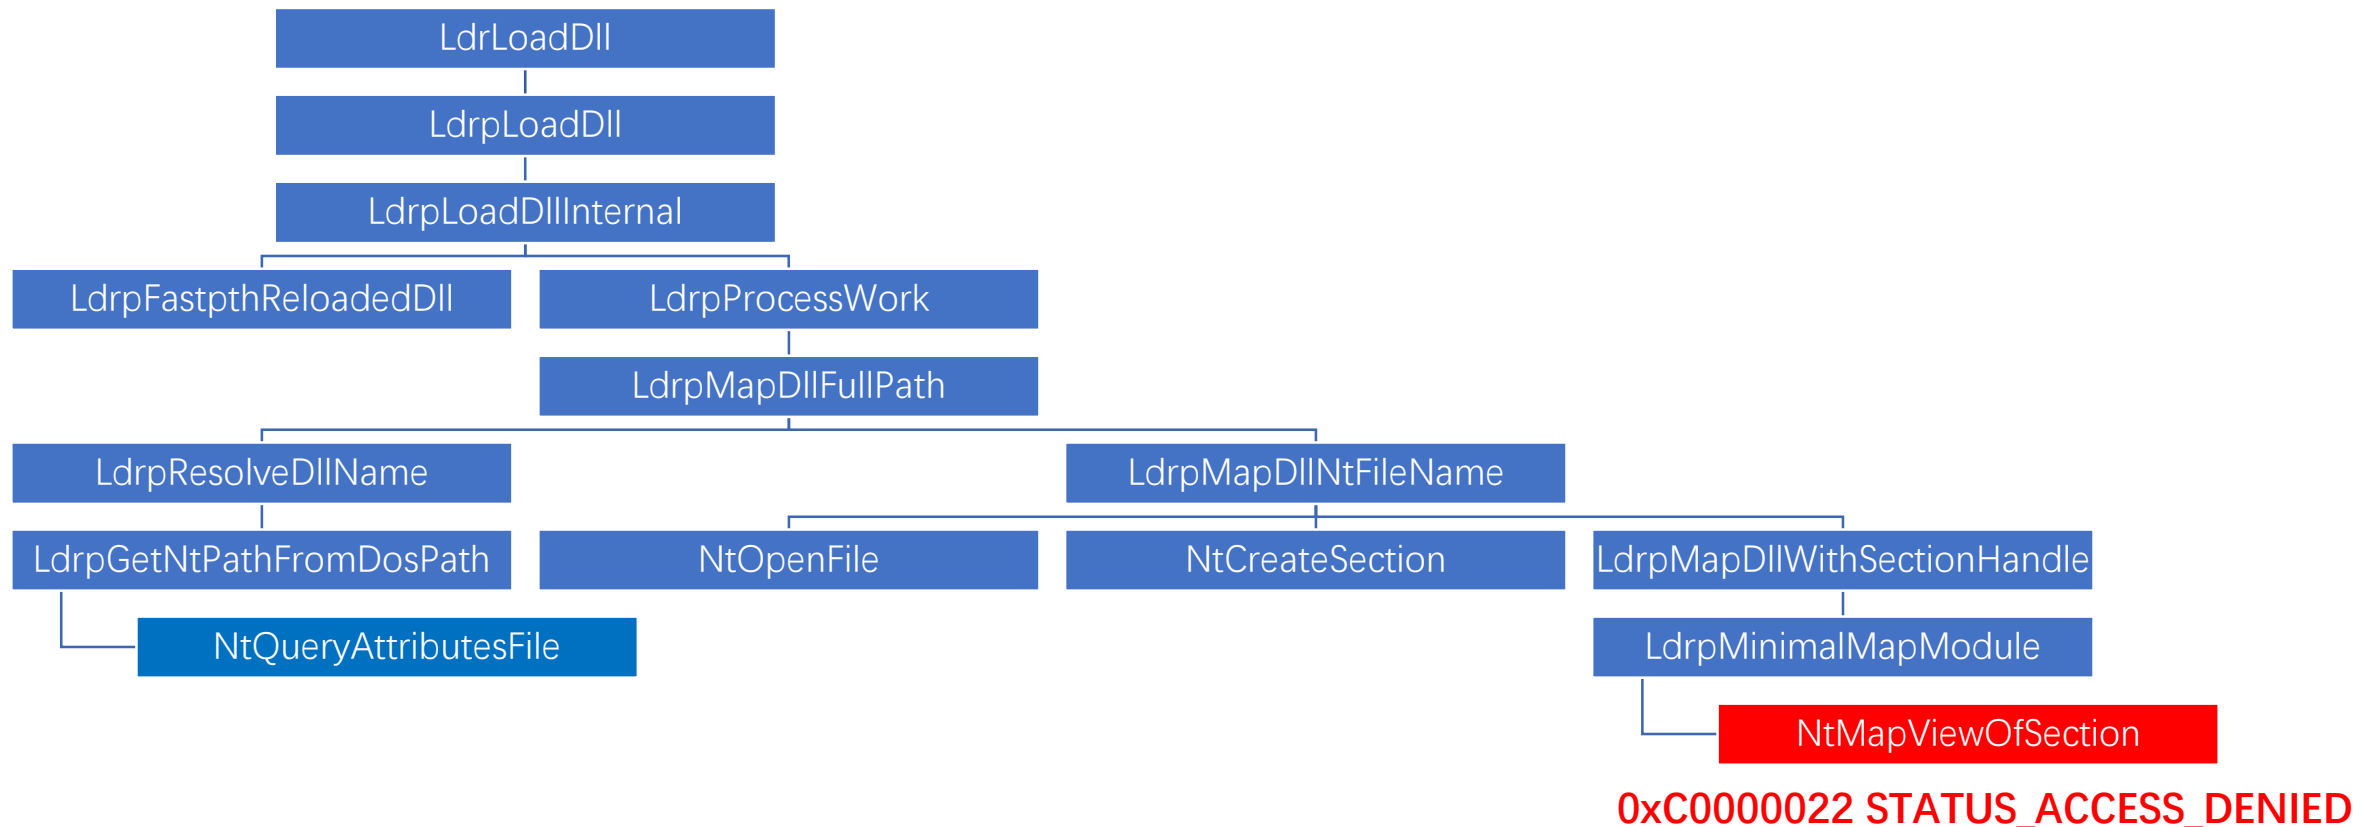 LdrLoadDll
LdrpLoadDll
LdrpLoadDllInternal
LdrpFastpthReloadedDll
LdrpProcessWork
LdrpMapDllFullPath
LdrpResolveDllName
LdrpMapDllNtFileName
LdrpGetNtPathFromDosPath
NtOpenFile
NtCreateSection
LdrpMapDllWithSectionHandle
NtQueryAttributesFile
LdrpMinimalMapModule
NtMapViewOfSection
0xC0000022 STATUS_ACCESS_DENIED